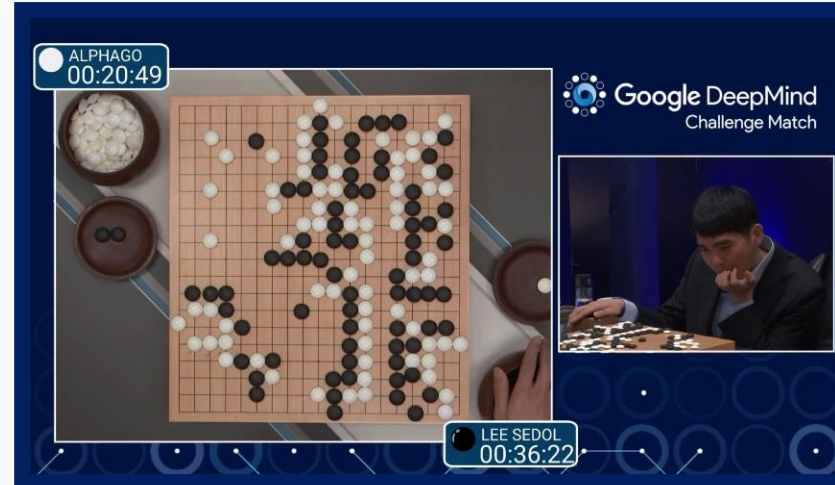 ALPHAGO
00:20:49
Google DeepMind
Challenge Match
LEE SEDOL
00:36:22